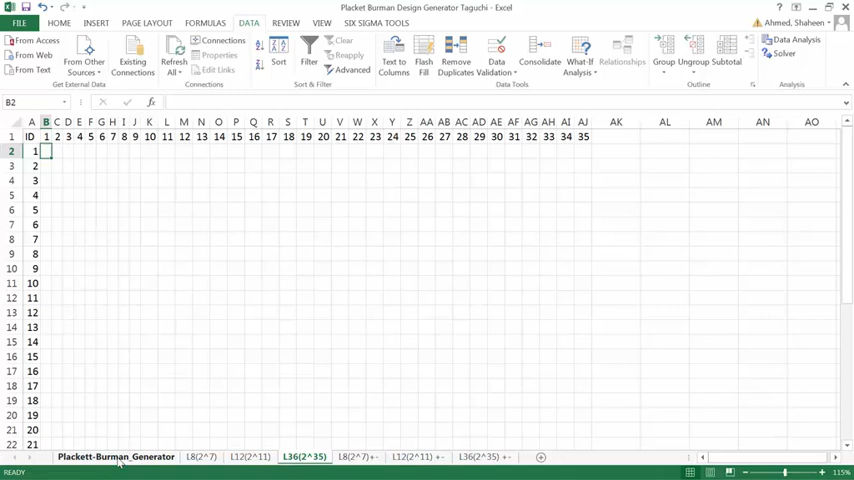 Placket Burman Design Generator Taguchi - Excel
FILE HOME INSERT PAGE LAYOUT FORMULAS DATA REVIEW VIEW SIX SIGMA TOOLS Ahmed, Shaheen
From Access
From Web
From Text
From Other Sources
Existing Connections
Get External Data
Refresh All
Connections
Properties
Edit Links
Connections
Sort
Filter
Clear
Reapply
Advanced
Sort & Filter
Text to Columns
Flash Fill
Remove Duplicates
Data Validation
Consolidate
What-If Analysis
Relationships
Data Tools
Group
Ungroup
Subtotal
Outline
Data Analysis
Solver
Analysis
B2
A B C D E F G H I J K L M N O P Q R S T U V W X Y Z AA AB AC AD AE AF AG AH AI AJ AK AL AM AN AO
1 ID 1 2 3 4 5 6 7 8 9 10 11 12 13 14 15 16 17 18 19 20 21 22 23 24 25 26 27 28 29 30 31 32 33 34 35
2 1
3 2
4 3
5 4
6 5
7 6
8 7
9 8
10 9
11 10
12 11
13 12
14 13
15 14
16 15
17 16
18 17
19 18
20 19
21 20
22 21
Plackett-Burman_Generator L8(2^7) L12(2^11) L36(2^35) L8(2^7)+- L12(2^11) +- L36(2^35) +-
READY 115%